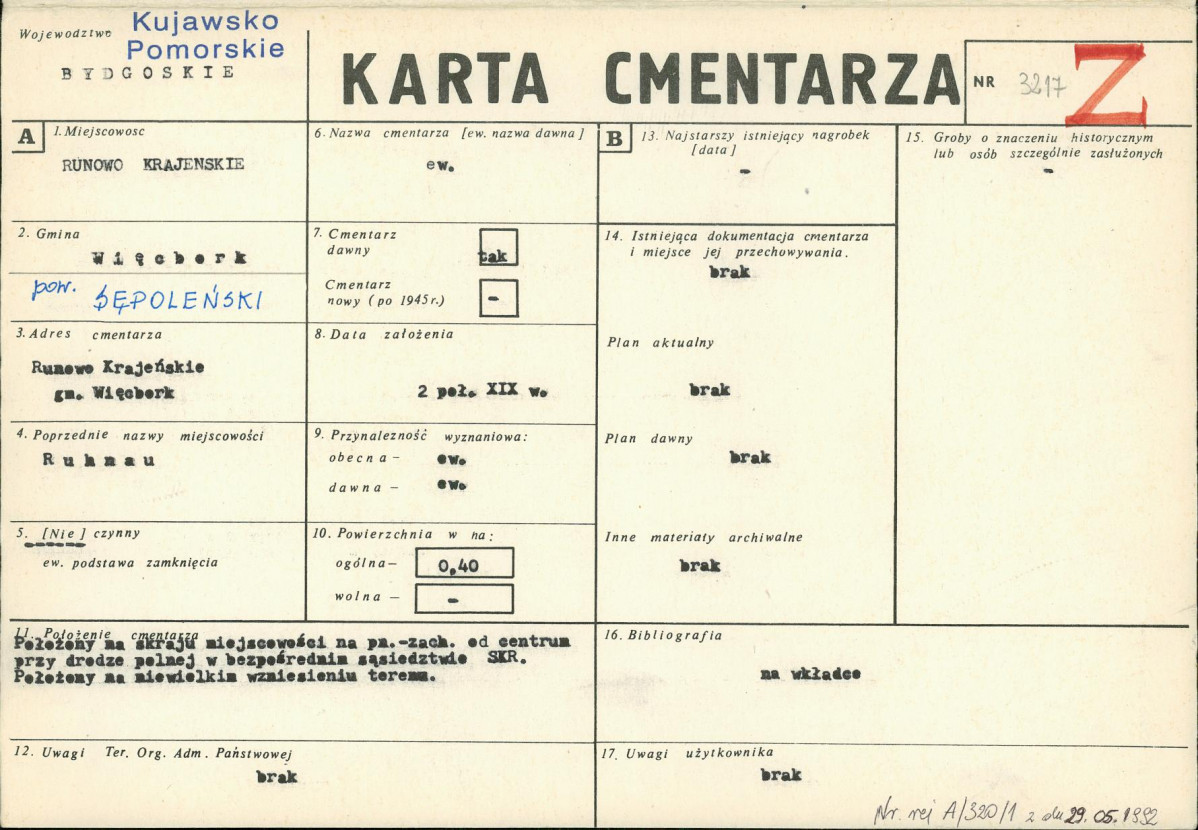 Województwo
Kujawsko
Pomorskie
BYDGOSKIE
KARTA CMENTARZA
NR 3217 Z
A
1. Miejscowosc
RUNOWO KRAJENSKIE
2. Gmina
Więcbork
pow. SĘPOLEŃSKI
3. Adres cmentarza
Runowo Krajeńskie
gm. Więcbork
4. Poprzednie nazwy miejscowości
Ruhnau
5. [Nie] czynny
ew. podstawa zamknięcia
6. Nazwa cmentarza [ew. nazwa dawna]
ew.
7. Cmentarz
dawny
tak
Cmentarz
nowy (po 1945 r.)
-
8. Data założenia
2 poł. XIX w.
9. Przynalezność wyznaniowa:
obecna - ew.
dawna - ew.
10. Powierzchnia w ha:
ogólna - 0,40
wolna - -
11. Położenie cmentarza
Położony na skraju miejscowości na pn.-zach. od centrum
przy drodze polnej w bezpośrednim sąsiedztwie SKR.
Położony na niewielkim wzniesieniu terenu.
12. Uwagi Ter. Org. Adm. Państwowej
brak
B
13. Najstarszy istniejący nagrobek
[data]
-
14. Istniejąca dokumentacja cmentarza
i miejsce jej przechowywania.
brak
Plan aktualny
brak
Plan dawny
brak
Inne materiały archiwalne
brak
15. Groby o znaczeniu historycznym
lub osób szczególnie zasłużonych
-
16. Bibliografia
na wkładce
17. Uwagi użytkownika
brak
Nr. rej A/320/1 z dn 29.05.1992